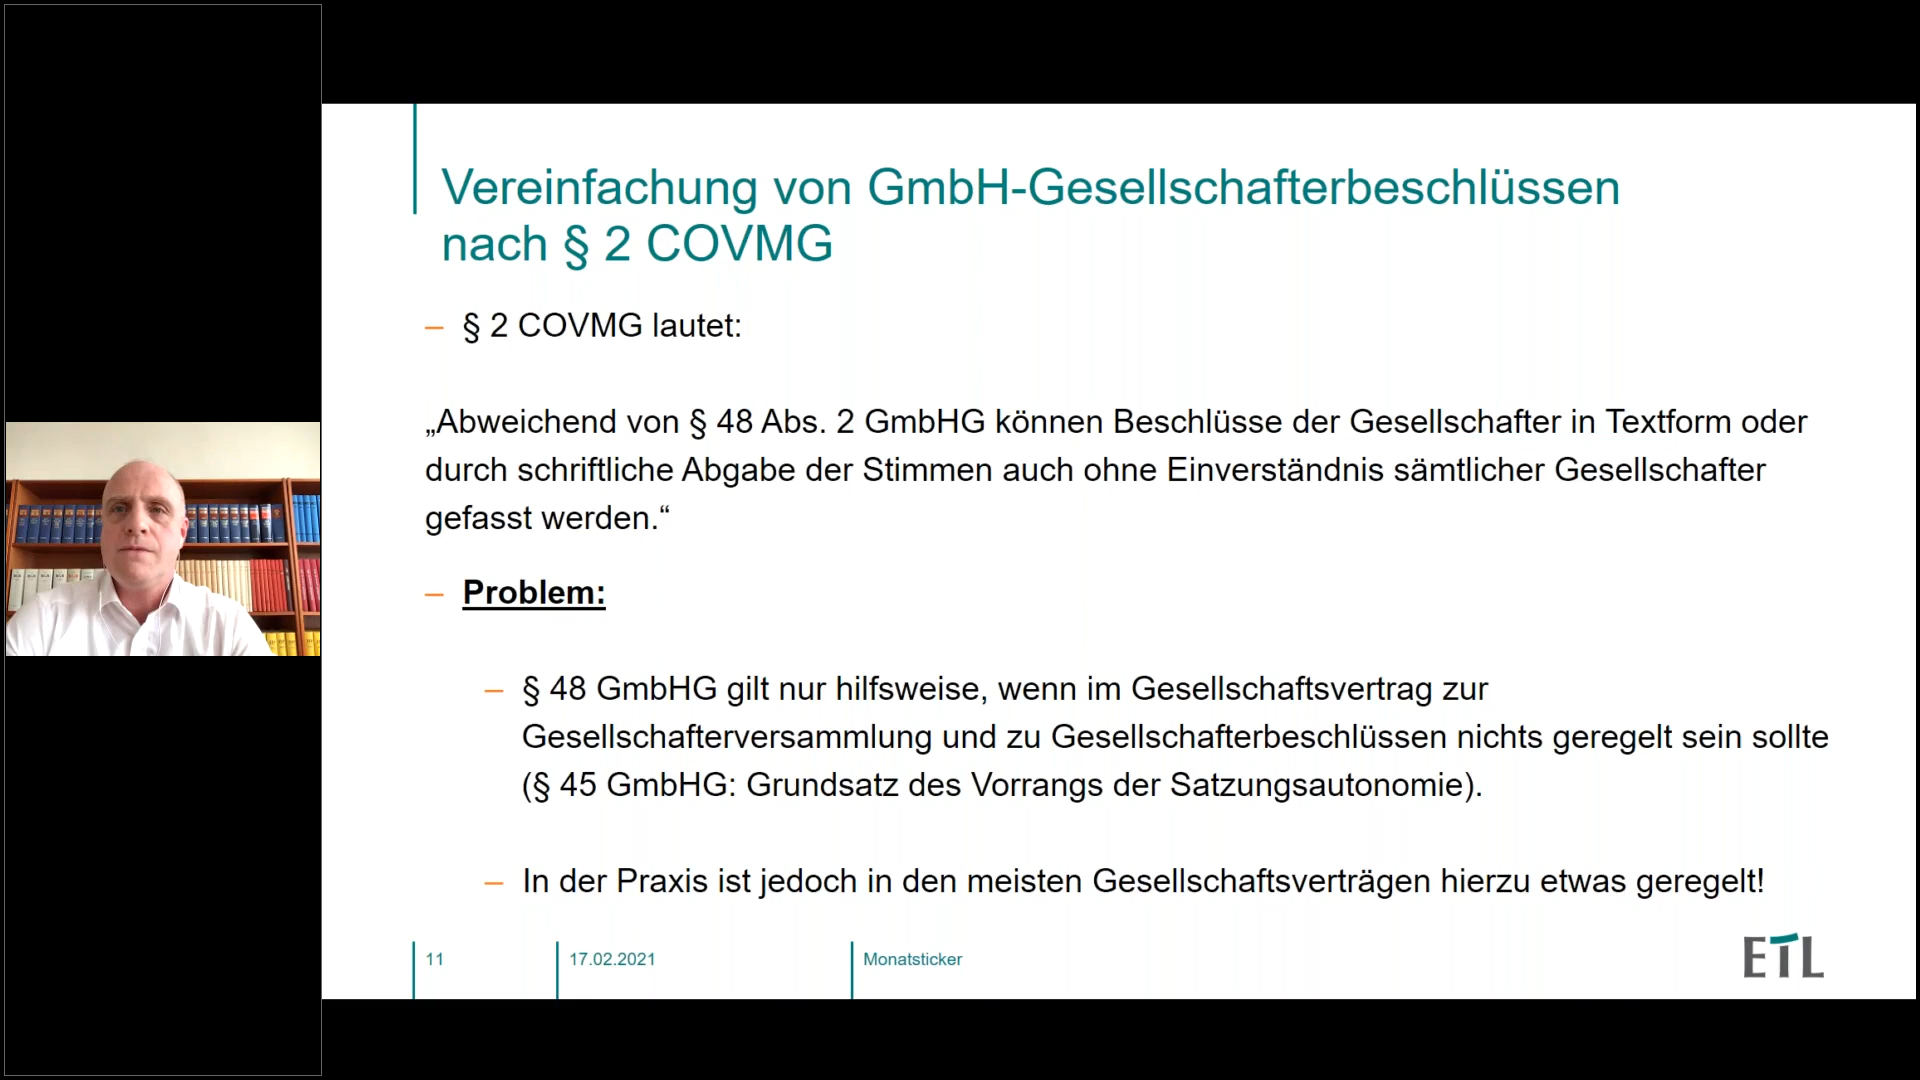 Vereinfachung von GmbH-Gesellschafterbeschlüssen
nach § 2 COVMG
– § 2 COVMG lautet:
„Abweichend von § 48 Abs. 2 GmbHG können Beschlüsse der Gesellschafter in Textform oder
durch schriftliche Abgabe der Stimmen auch ohne Einverständnis sämtlicher Gesellschafter
gefasst werden.“
– Problem:
– § 48 GmbHG gilt nur hilfsweise, wenn im Gesellschaftsvertrag zur
Gesellschafterversammlung und zu Gesellschafterbeschlüssen nichts geregelt sein sollte
(§ 45 GmbHG: Grundsatz des Vorrangs der Satzungsautonomie).
– In der Praxis ist jedoch in den meisten Gesellschaftsverträgen hierzu etwas geregelt!
11
17.02.2021
Monatsticker
ETL